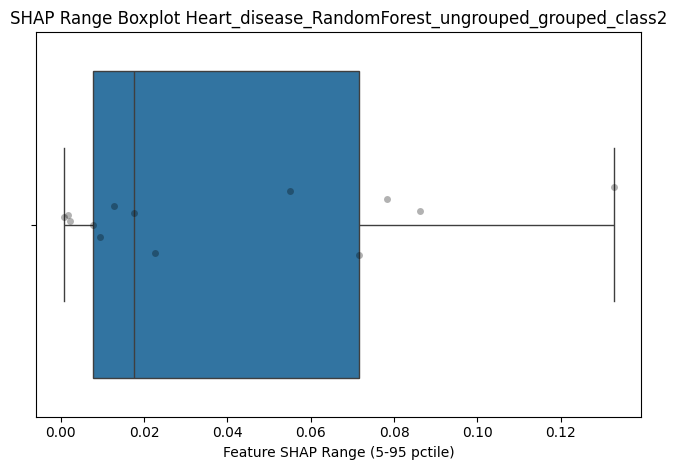 SHAP Range Boxplot Heart_disease_RandomForest_ungrouped_grouped_class2
0.00 0.02 0.04 0.06 0.08 0.10 0.12
Feature SHAP Range (5-95 pctile)